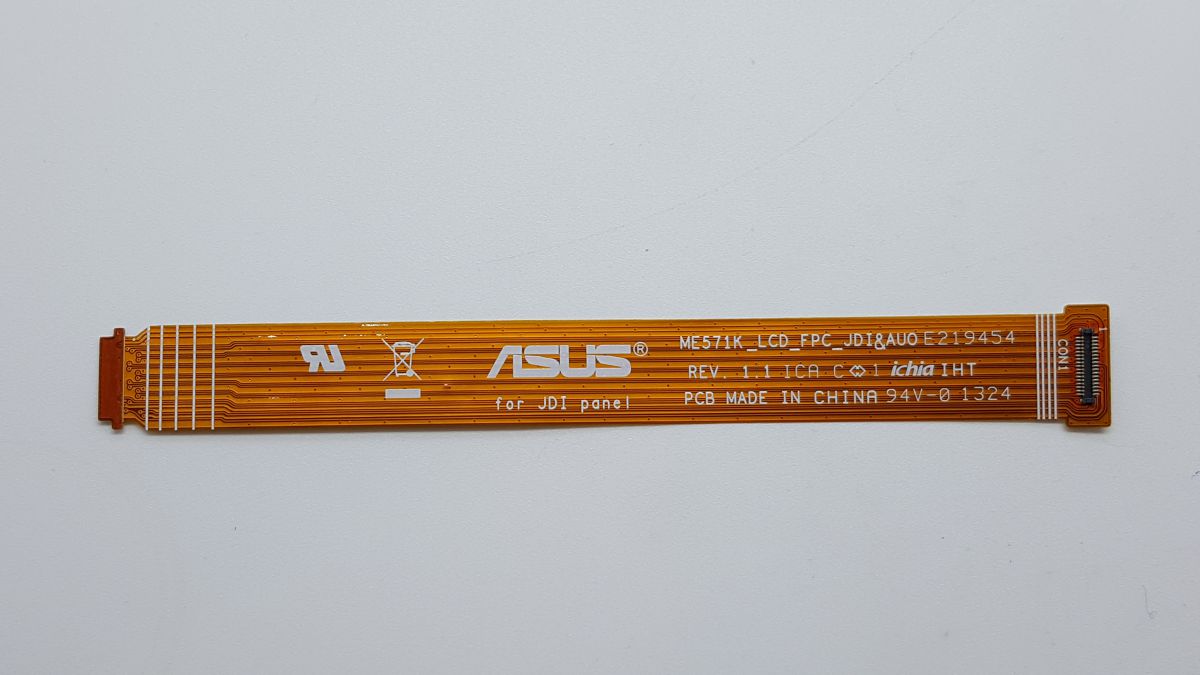 ASUS®
for JDI panel
ME571K_LCD_FPC_JDI&AUO E219454
REV. 1.1 ICA C 1 ichia IHT
PCB MADE IN CHINA 94V-0 1324
CON1
1